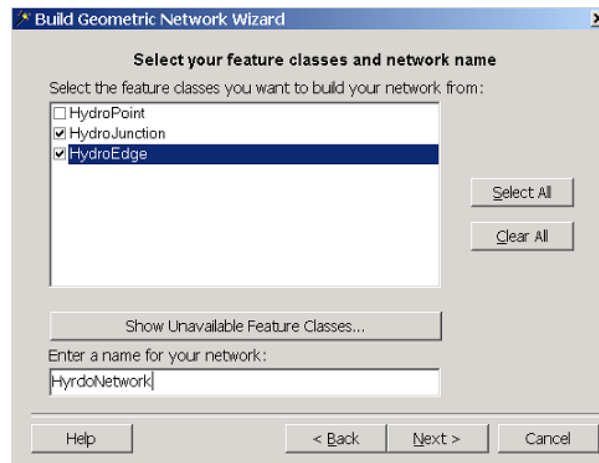 Build Geometric Network Wizard
Select your feature classes and network name
Select the feature classes you want to build your network from:
HydroPoint
HydroJunction
HydroEdge
Select All
Clear All
Show Unavailable Feature Classes...
Enter a name for your network:
HyrdoNetwork
Help
< Back
Next >
Cancel